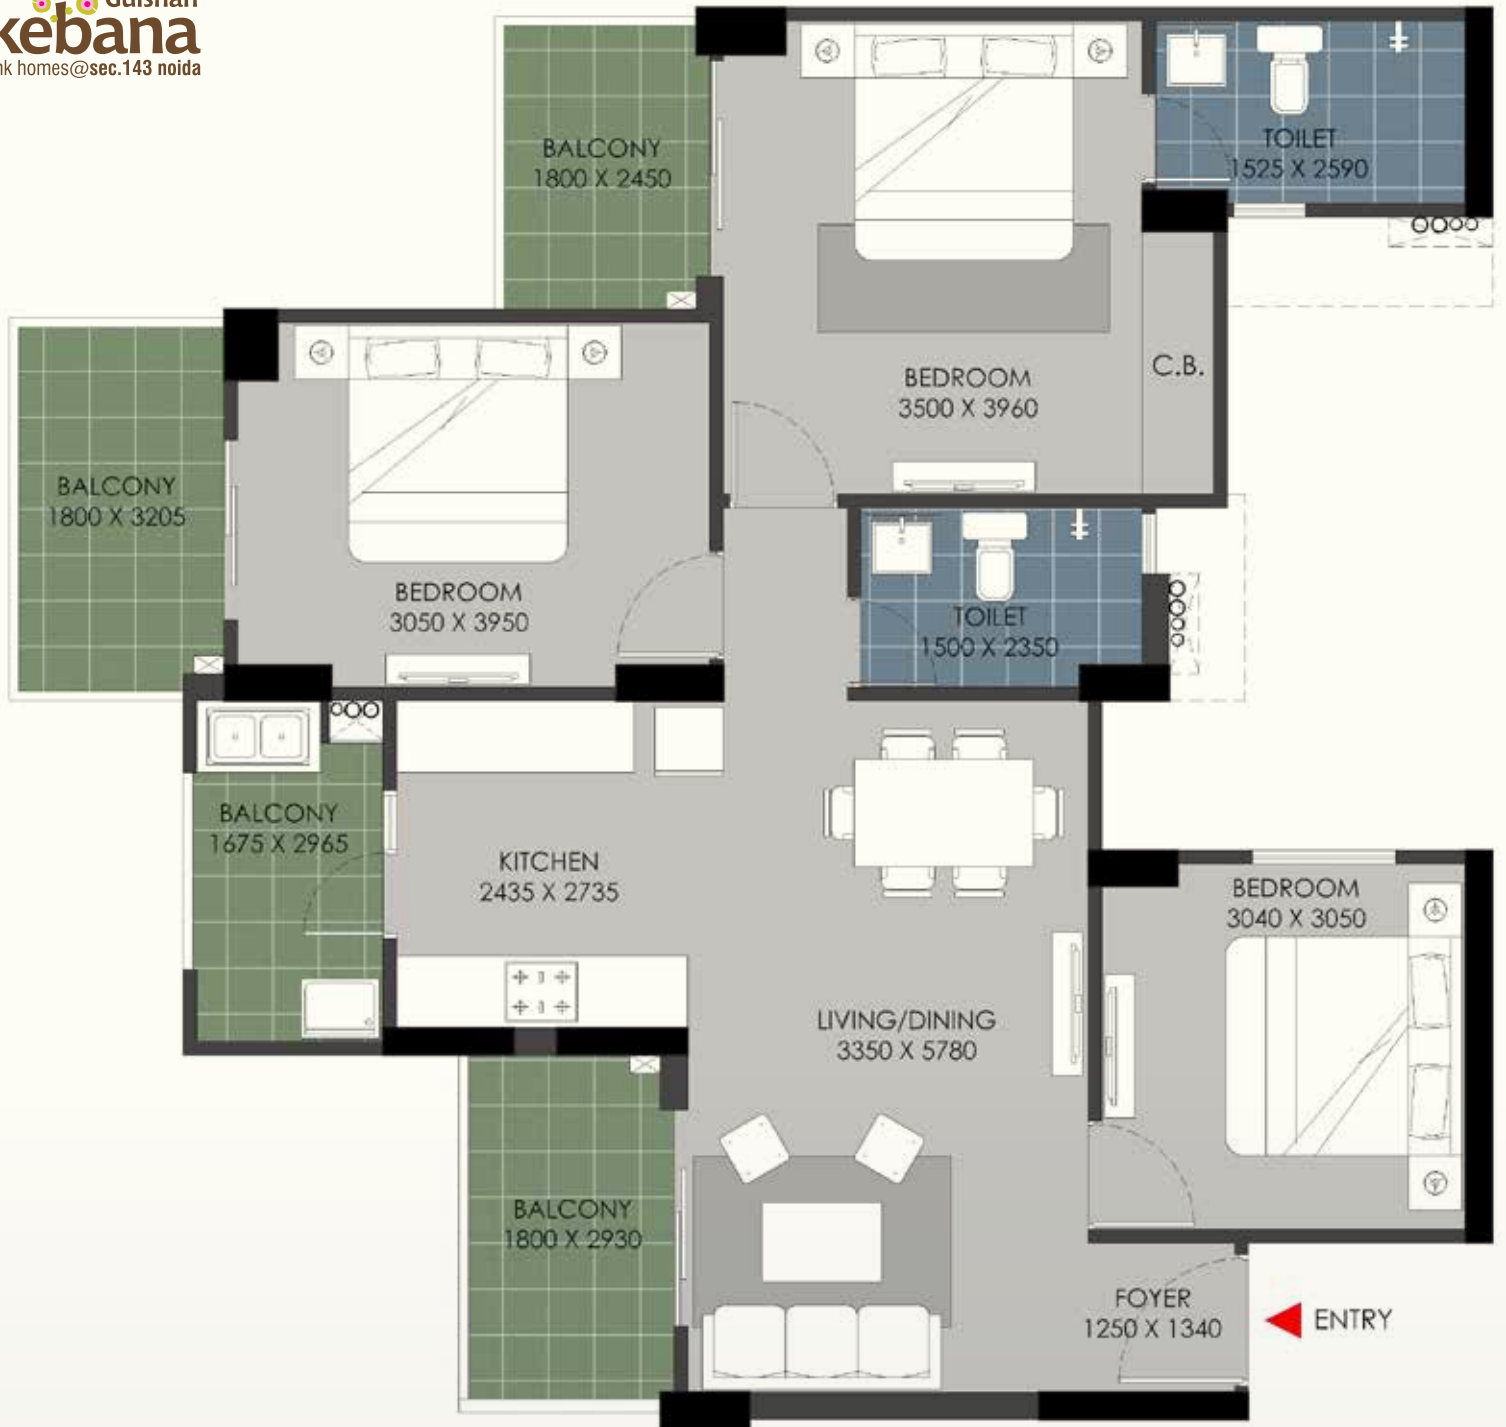 kebana
homes@sec.143 noida
BALCONY
1800 X 2450
TOILET
1525 X 2590
BEDROOM
3500 X 3960
C.B.
BALCONY
1800 X 3205
BEDROOM
3050 X 3950
TOILET
1500 X 2350
BALCONY
1675 X 2965
KITCHEN
2435 X 2735
BEDROOM
3040 X 3050
LIVING/DINING
3350 X 5780
BALCONY
1800 X 2930
FOYER
1250 X 1340
ENTRY